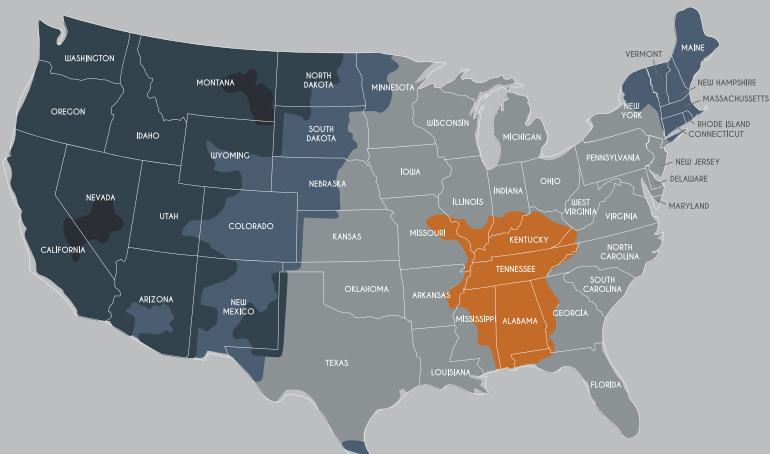 WASHINGTON
OREGON
CALIFORNIA
NEVADA
IDAHO
MONTANA
WYOMING
UTAH
ARIZONA
COLORADO
NEW
MEXICO
NORTH
DAKOTA
SOUTH
DAKOTA
NEBRASKA
KANSAS
OKLAHOMA
TEXAS
MINNESOTA
IOWA
MISSOURI
ARKANSAS
LOUISIANA
WISCONSIN
ILLINOIS
MICHIGAN
INDIANA
OHIO
KENTUCKY
TENNESSEE
MISSISSIPPI
ALABAMA
GEORGIA
FLORIDA
SOUTH
CAROLINA
NORTH
CAROLINA
VIRGINIA
WEST
VIRGINIA
PENNSYLVANIA
NEW
YORK
VERMONT
MAINE
NEW HAMPSHIRE
MASSACHUSSETTS
RHODE ISLAND
CONNECTICUT
NEW JERSEY
DELAWARE
MARYLAND